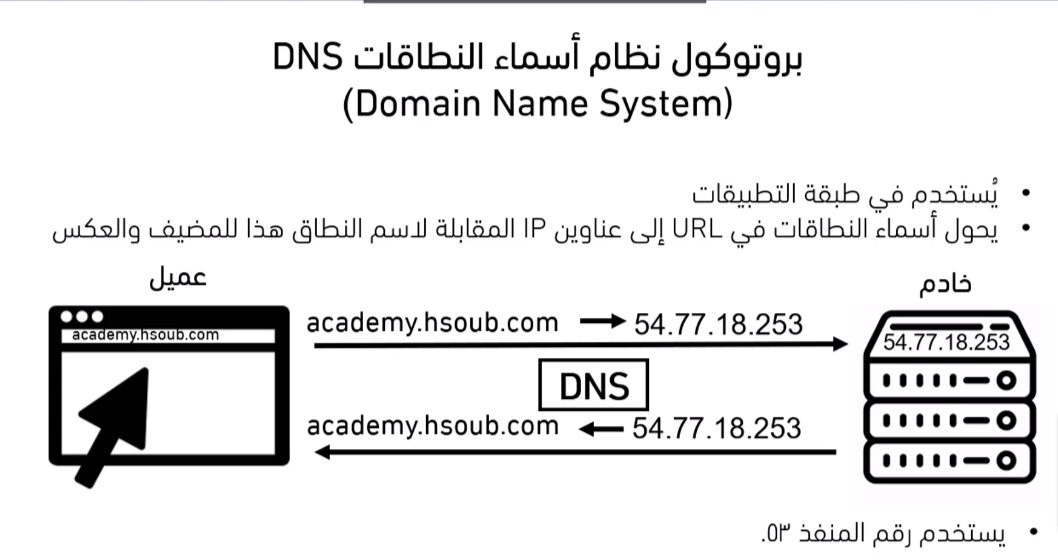 بروتوكول نظام أسماء النطاقات DNS
(Domain Name System)
• يُستخدم في طبقة التطبيقات
• يحول أسماء النطاقات في URL إلى عناوين IP المقابلة لاسم النطاق هذا للمضيف والعكس
عميل
خادم
academy.hsoub.com
academy.hsoub.com → 54.77.18.253
54.77.18.253
DNS
academy.hsoub.com ← 54.77.18.253
• يستخدم رقم المنفذ ٥٣.